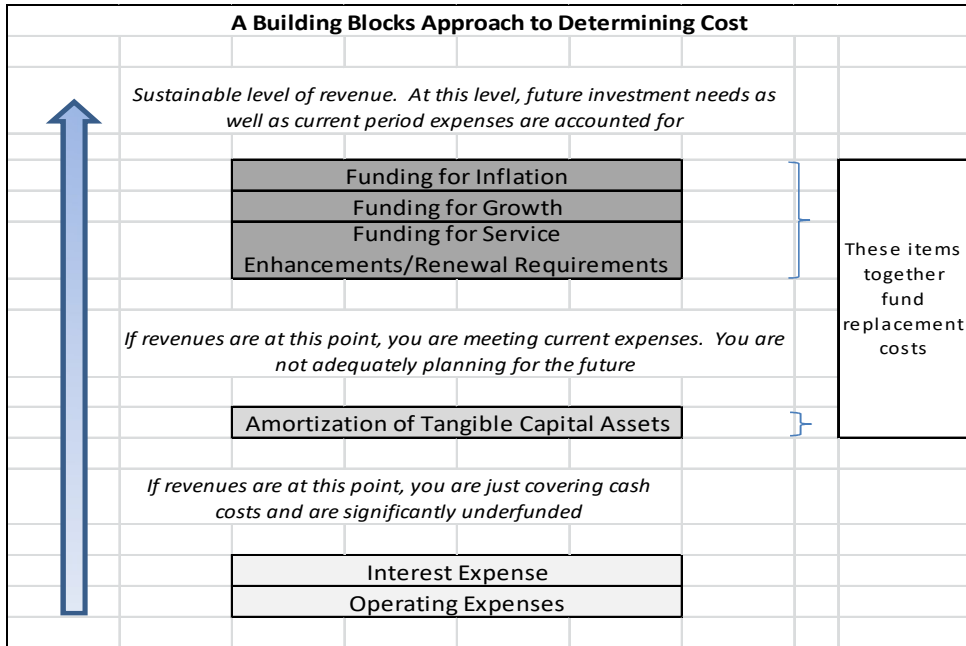 A Building Blocks Approach to Determining Cost
Sustainable level of revenue. At this level, future investment needs as
well as current period expenses are accounted for
Funding for Inflation
Funding for Growth
Funding for Service
Enhancements/Renewal Requirements
These items
together
fund
replacement
costs
If revenues are at this point, you are meeting current expenses. You are
not adequately planning for the future
Amortization of Tangible Capital Assets
If revenues are at this point, you are just covering cash
costs and are significantly underfunded
Interest Expense
Operating Expenses